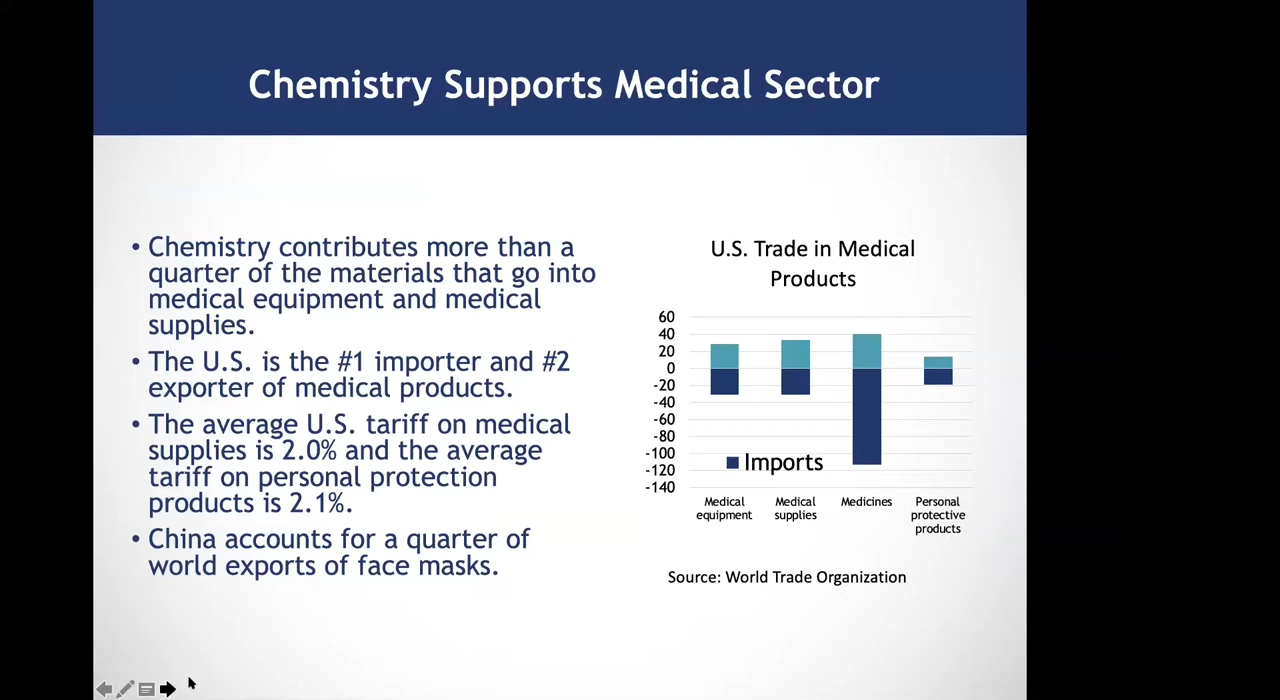 Chemistry Supports Medical Sector
• Chemistry contributes more than a
quarter of the materials that go into
medical equipment and medical
supplies.
• The U.S. is the #1 importer and #2
exporter of medical products.
• The average U.S. tariff on medical
supplies is 2.0% and the average
tariff on personal protection
products is 2.1%.
• China accounts for a quarter of
world exports of face masks.
U.S. Trade in Medical
Products
60
40
20
0
-20
-40
-60
-80
-100
-120
-140
Imports
Medical
equipment
Medical
supplies
Medicines
Personal
protective
products
Source: World Trade Organization